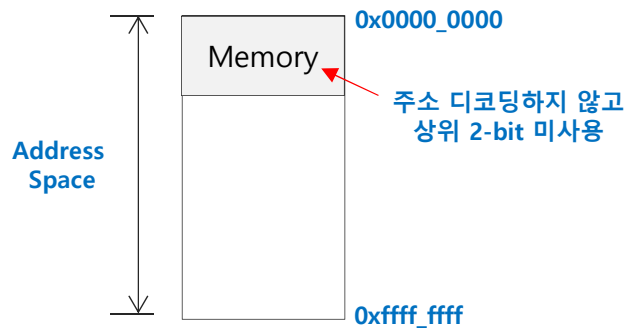 0x0000_0000
Memory
주소 디코딩하지 않고
상위 2-bit 미사용
Address
Space
0xffff_ffff